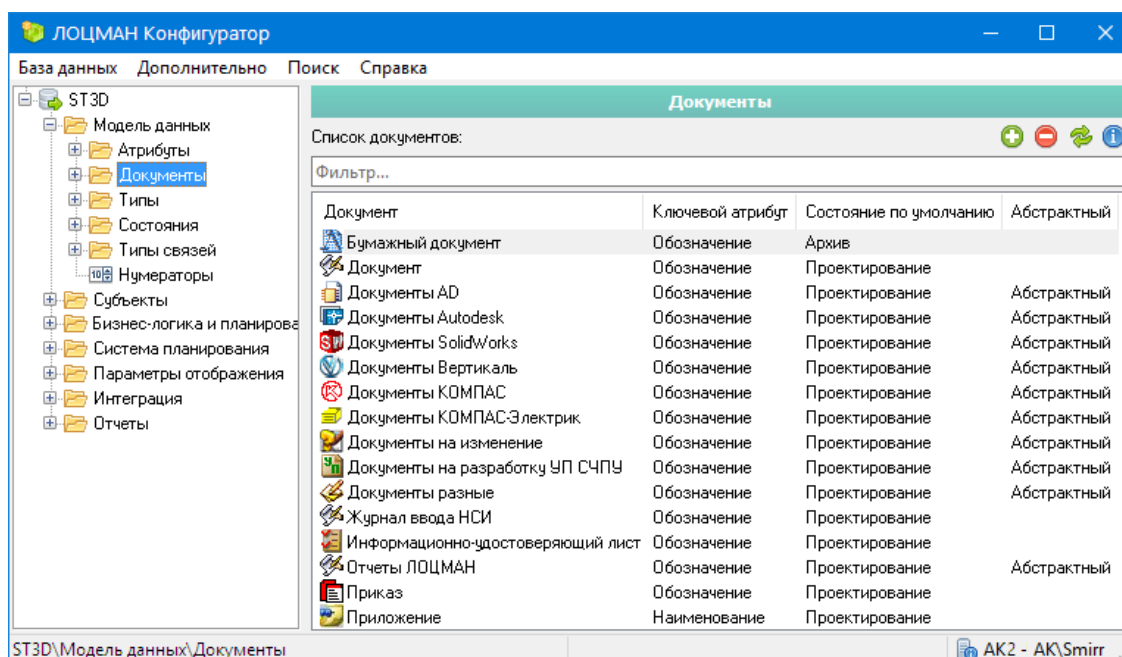 ЛОЦМАН Конфигуратор
База данных Дополнительно Поиск Справка
ST3D
Модель данных
Атрибуты
Документы
Типы
Состояния
Типы связей
Нумераторы
Субъекты
Бизнес-логика и планирова
Система планирования
Параметры отображения
Интеграция
Отчеты
Документы
Список документов:
Фильтр...
Документ Ключевой атрибут Состояние по умолчанию Абстрактный
Бумажный документ Обозначение Архив
Документ Обозначение Проектирование
Документы AD Обозначение Проектирование Абстрактный
Документы Autodesk Обозначение Проектирование Абстрактный
Документы SolidWorks Обозначение Проектирование Абстрактный
Документы Вертикаль Обозначение Проектирование Абстрактный
Документы КОМПАС Обозначение Проектирование Абстрактный
Документы КОМПАС-Электрик Обозначение Проектирование Абстрактный
Документы на изменение Обозначение Проектирование Абстрактный
Документы на разработку УП СЧПУ Обозначение Проектирование Абстрактный
Документы разные Обозначение Проектирование Абстрактный
Журнал ввода НСИ Обозначение Проектирование
Информационно-удостоверяющий лист Обозначение Проектирование
Отчеты ЛОЦМАН Обозначение Проектирование Абстрактный
Приказ Обозначение Проектирование
Приложение Наименование Проектирование
ST3D\Модель данных\Документы AK2 - AK\Smirr